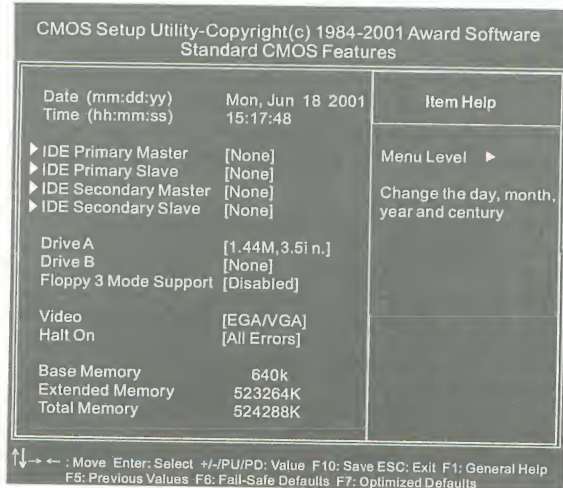 CMOS Setup Utility-Copyright(c) 1984-2001 Award Software
Standard CMOS Features
Date (mm:dd:yy) Mon, Jun 18 2001
Time (hh:mm:ss) 15:17:48
Item Help
▶ IDE Primary Master [None]
▶ IDE Primary Slave [None]
▶ IDE Secondary Master [None]
▶ IDE Secondary Slave [None]
Menu Level ▶
Change the day, month,
year and century
Drive A [1.44M,3.5in.]
Drive B [None]
Floppy 3 Mode Support [Disabled]
Video [EGA/VGA]
Halt On [All Errors]
Base Memory 640k
Extended Memory 523264K
Total Memory 524288K
↑↓→← : Move Enter: Select +/-/PU/PD: Value F10: Save ESC: Exit F1: General Help
F5: Previous Values F6: Fail-Safe Defaults F7: Optimized Defaults